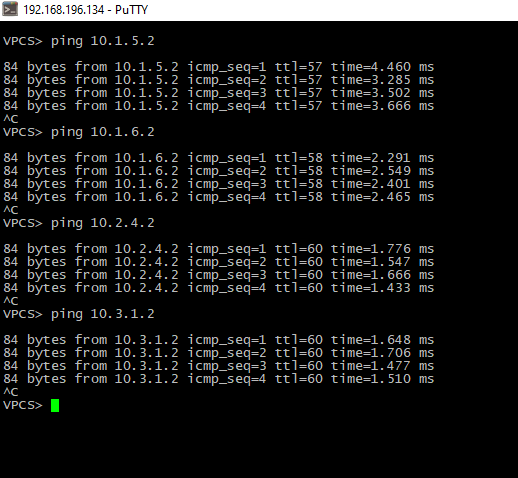 192.168.196.134 - PuTTY
VPCS> ping 10.1.5.2
84 bytes from 10.1.5.2 icmp_seq=1 ttl=57 time=4.460 ms
84 bytes from 10.1.5.2 icmp_seq=2 ttl=57 time=3.285 ms
84 bytes from 10.1.5.2 icmp_seq=3 ttl=57 time=3.502 ms
84 bytes from 10.1.5.2 icmp_seq=4 ttl=57 time=3.666 ms
^C
VPCS> ping 10.1.6.2
84 bytes from 10.1.6.2 icmp_seq=1 ttl=58 time=2.291 ms
84 bytes from 10.1.6.2 icmp_seq=2 ttl=58 time=2.549 ms
84 bytes from 10.1.6.2 icmp_seq=3 ttl=58 time=2.401 ms
84 bytes from 10.1.6.2 icmp_seq=4 ttl=58 time=2.465 ms
^C
VPCS> ping 10.2.4.2
84 bytes from 10.2.4.2 icmp_seq=1 ttl=60 time=1.776 ms
84 bytes from 10.2.4.2 icmp_seq=2 ttl=60 time=1.547 ms
84 bytes from 10.2.4.2 icmp_seq=3 ttl=60 time=1.666 ms
84 bytes from 10.2.4.2 icmp_seq=4 ttl=60 time=1.433 ms
^C
VPCS> ping 10.3.1.2
84 bytes from 10.3.1.2 icmp_seq=1 ttl=60 time=1.648 ms
84 bytes from 10.3.1.2 icmp_seq=2 ttl=60 time=1.706 ms
84 bytes from 10.3.1.2 icmp_seq=3 ttl=60 time=1.477 ms
84 bytes from 10.3.1.2 icmp_seq=4 ttl=60 time=1.510 ms
^C
VPCS>